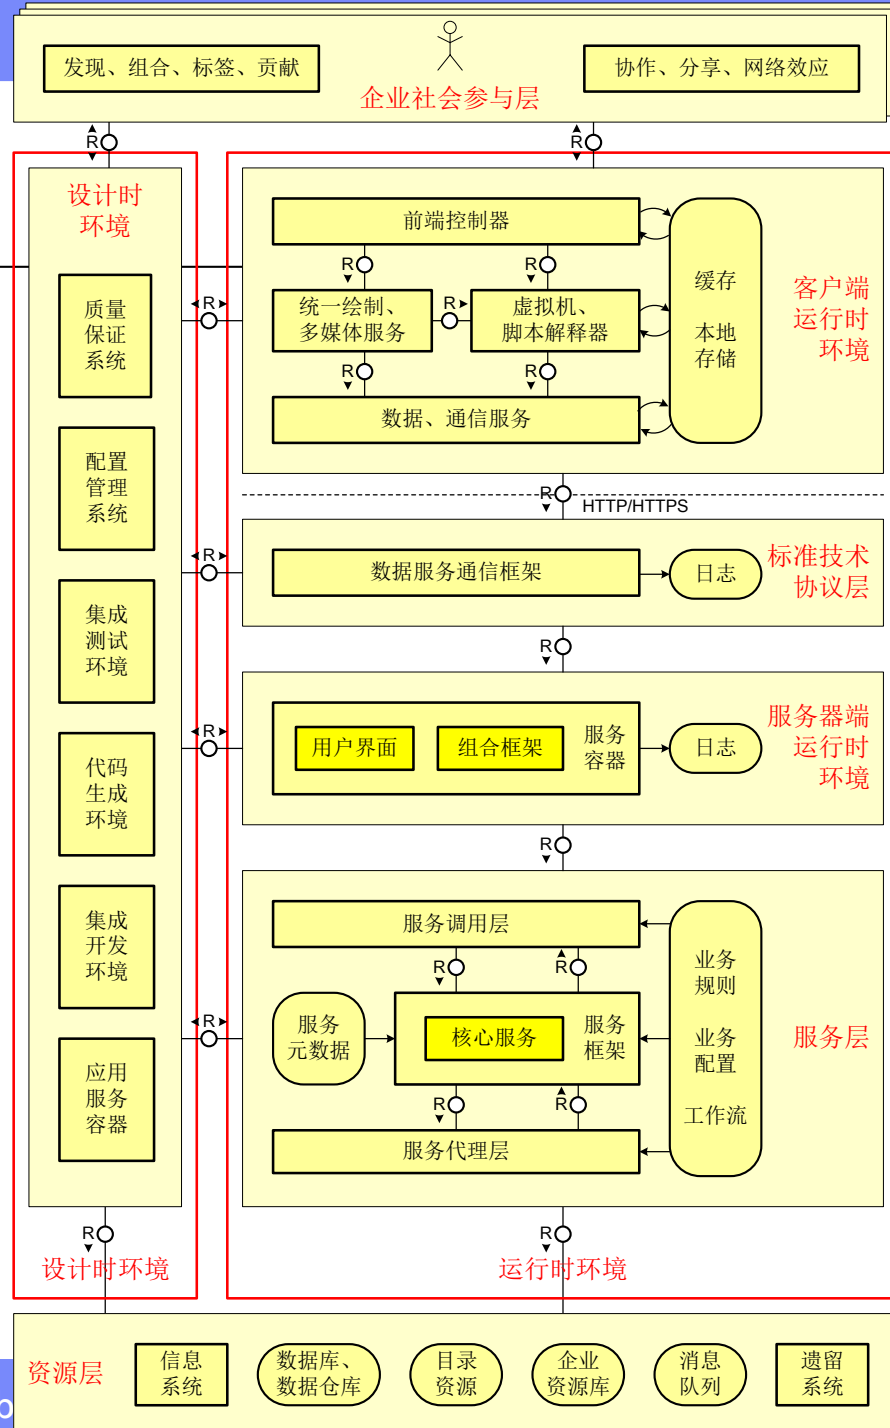 发现、组合、标签、贡献
协作、分享、网络效应
企业社会参与层
R
R
设计时
环境
质量
保证
系统
配置
管理
系统
集成
测试
环境
代码
生成
环境
集成
开发
环境
应用
服务
容器
R
设计时环境
R
R
R
R
前端控制器
R
R
统一绘制、
多媒体服务
R
虚拟机、
脚本解释器
R
R
数据、通信服务
缓存
本地
存储
客户端
运行时
环境
R
HTTP/HTTPS
数据服务通信框架
日志
标准技术
协议层
R
用户界面
组合框架
服务
容器
日志
服务器端
运行时
环境
R
服务调用层
R
R
服务
元数据
核心服务
服务
框架
R
R
服务代理层
业务
规则
业务
配置
工作流
服务层
R
运行时环境
资源层
信息
系统
数据库、
数据仓库
目录
资源
企业
资源库
消息
队列
遗留
系统